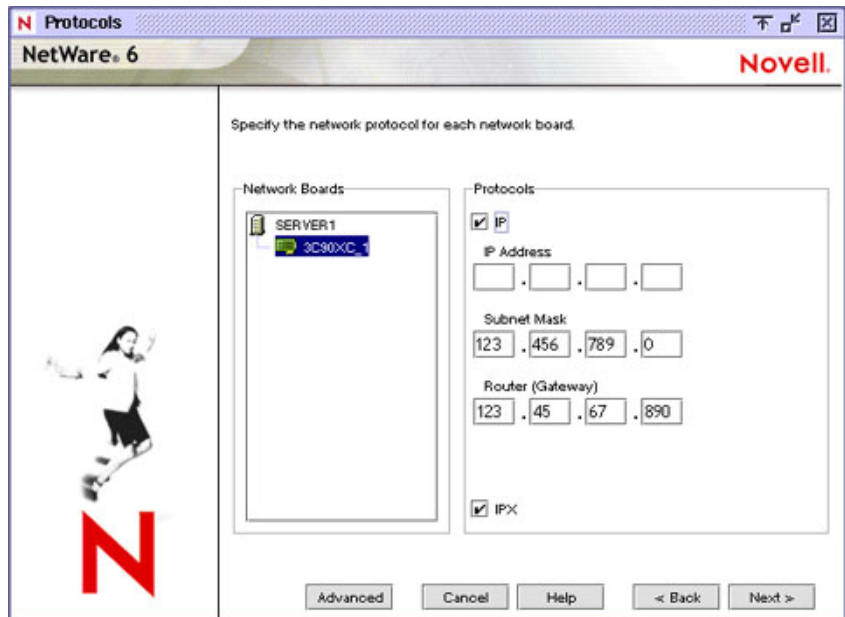 N Protocols
NetWare® 6
Novell.
Specify the network protocol for each network board.
Network Boards
SERVER1
3C90XC_1
Protocols
IP
IP Address
. . .
Subnet Mask
123 . 456 . 789 . 0
Router (Gateway)
123 . 45 . 67 . 890
IPX
N
Advanced Cancel Help < Back Next >